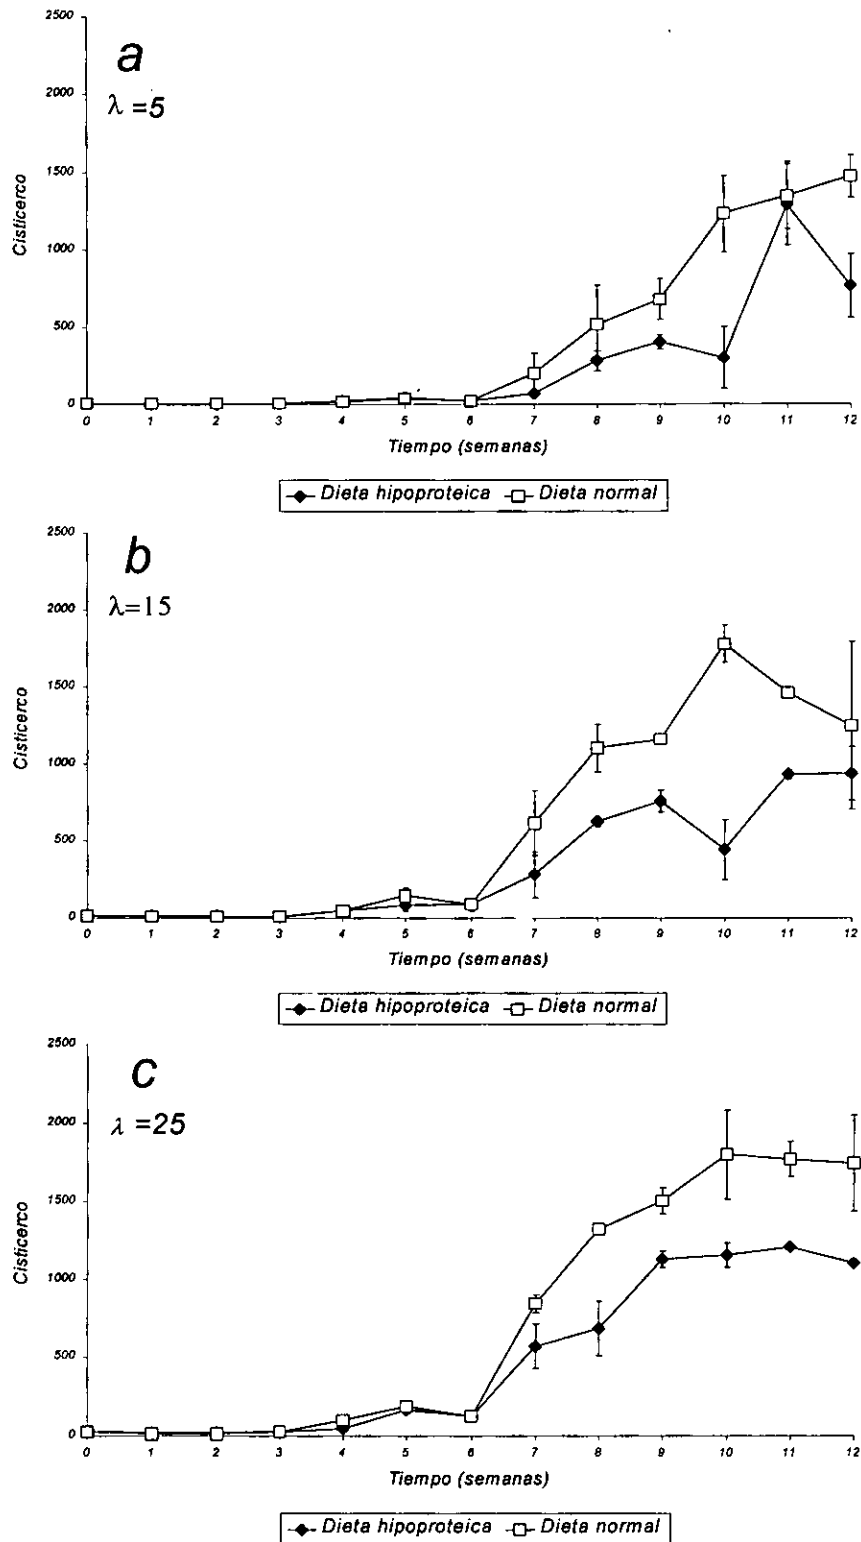 2500
a
λ =5
2000
1500
Cisticerco
1000
500
0
0 1 2 3 4 5 6 7 8 9 10 11 12
Tiempo (semanas)
Dieta hipoproteica Dieta normal
2500
b
λ=15
2000
1500
Cisticerco
1000
500
0
0 1 2 3 4 5 6 7 8 9 10 11 12
Tiempo (semanas)
Dieta hipoproteica Dieta normal
2500
c
λ =25
2000
1500
Cisticerco
1000
500
0
0 1 2 3 4 5 6 7 8 9 10 11 12
Tiempo (semanas)
Dieta hipoproteica Dieta normal